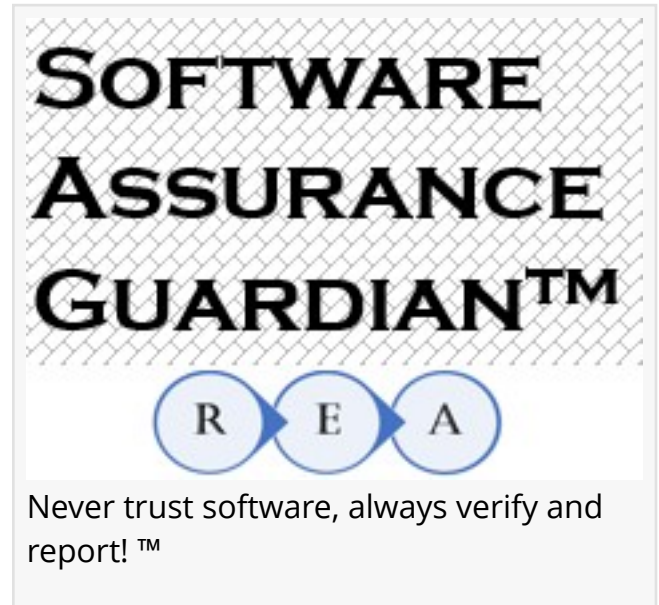 SOFTWARE
ASSURANCE
GUARDIAN™
R E A
Never trust software, always verify and
report! ™